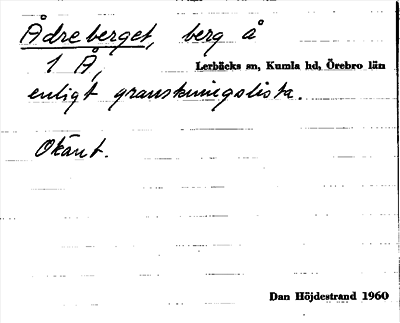 Ådreberget, berg å
1 Å, Lerbäcks sn, Kumla hd, Örebro län
enligt granskningslista.
Okänt.
Dan Höjdestrand 1960